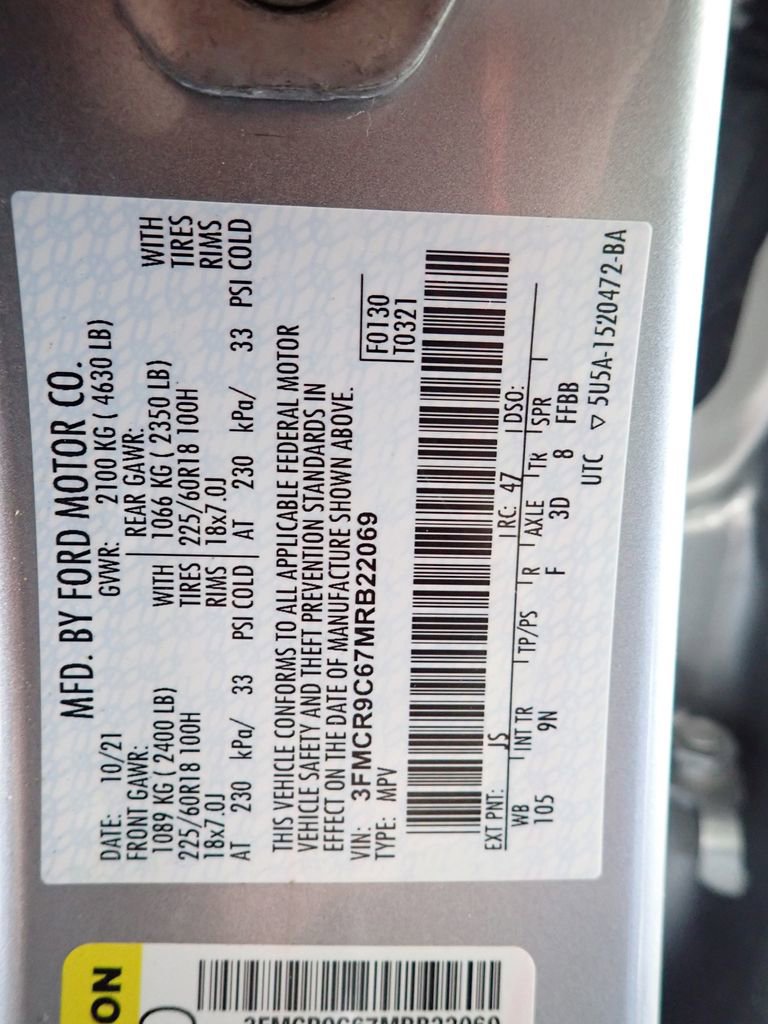 MFD. BY FORD MOTOR CO.
DATE: 10/21 GVWR: 2100 KG ( 4630 LB)
FRONT GAWR: REAR GAWR:
1089 KG ( 2400 LB) WITH 1066 KG ( 2350 LB) WITH
225/60R18 100H TIRES 225/60R18 100H TIRES
18x7.0J RIMS 18x7.0J RIMS
AT 230 kPa/ 33 PSI COLD AT 230 kPa/ 33 PSI COLD
THIS VEHICLE CONFORMS TO ALL APPLICABLE FEDERAL MOTOR
VEHICLE SAFETY AND THEFT PREVENTION STANDARDS IN
EFFECT ON THE DATE OF MANUFACTURE SHOWN ABOVE.
VIN: 3FMCR9C67MRB22069 F0130
TYPE: MPV T0321
EXT PNT: JS RC: 47 DSO:
WB INT TR TP/PS R AXLE TR SPR
105 9N F 3D 8 FFBB
UTC ▽ 5U5A-1520472-BA
ON
3FMCR9C67MRB22069